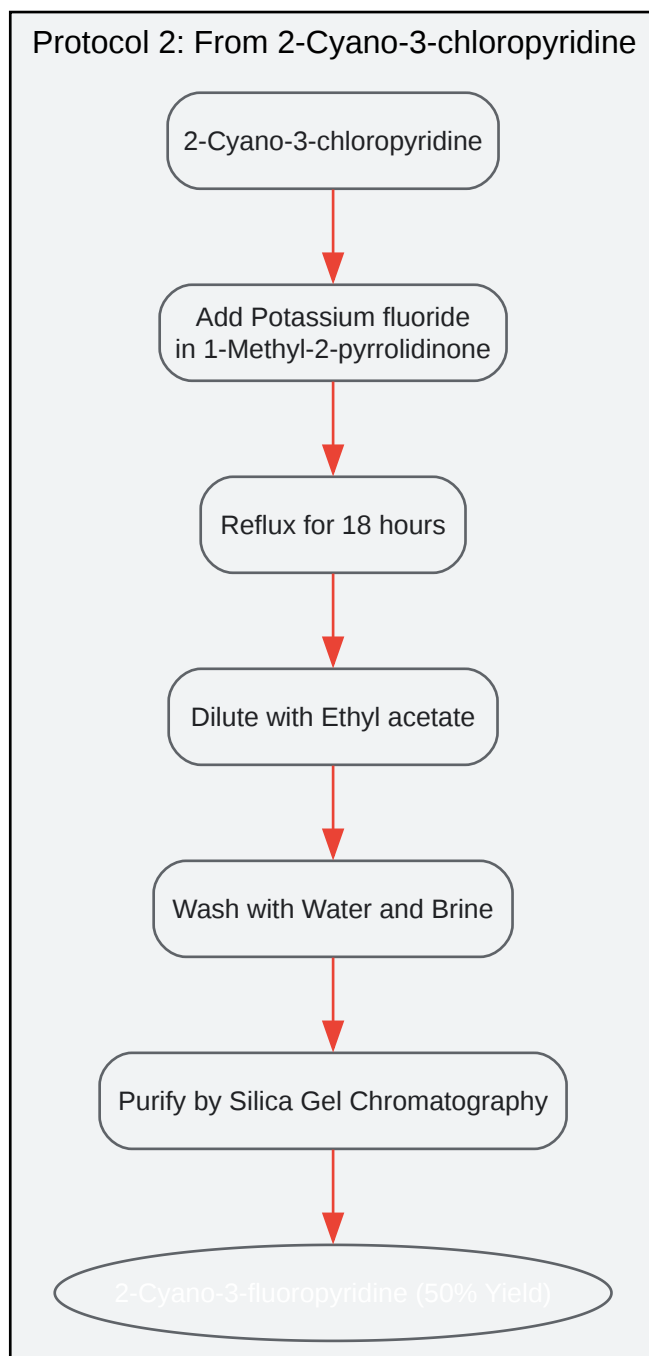 Protocol 2: From 2-Cyano-3-chloropyridine
2-Cyano-3-chloropyridine
Add Potassium fluoride
in 1-Methyl-2-pyrrolidinone
Reflux for 18 hours
Dilute with Ethyl acetate
Wash with Water and Brine
Purify by Silica Gel Chromatography
2-Cyano-3-fluoropyridine (50% Yield)